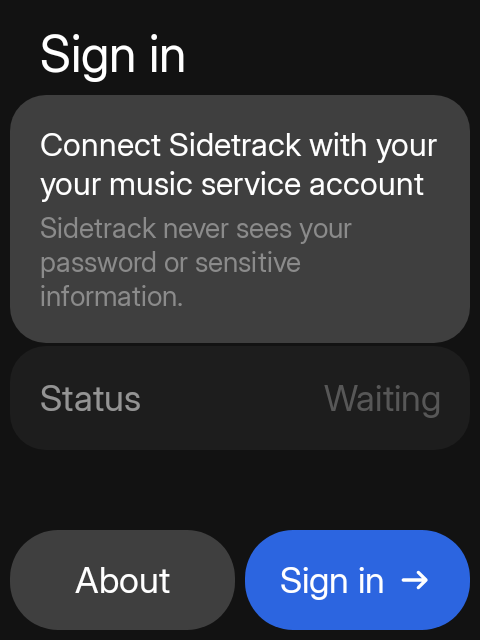 Sign in
Connect Sidetrack with your
your music service account
Sidetrack never sees your
password or sensitive
information.
Status Waiting
About Sign in →